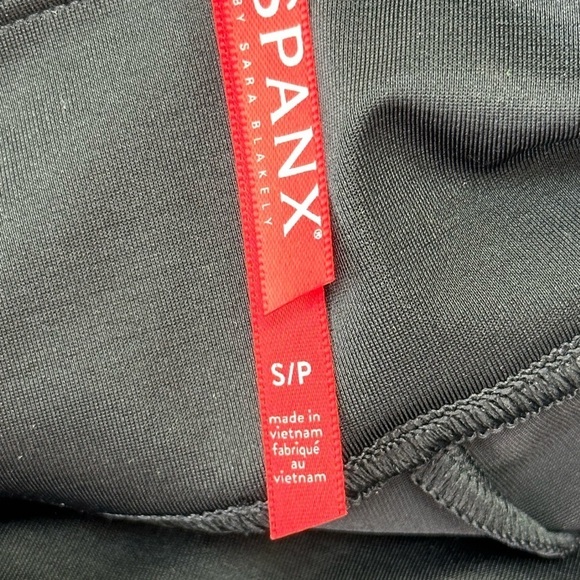 SPANX®
BY SARA BLAKELY
S/P
made in
vietnam
fabriqué
au
vietnam